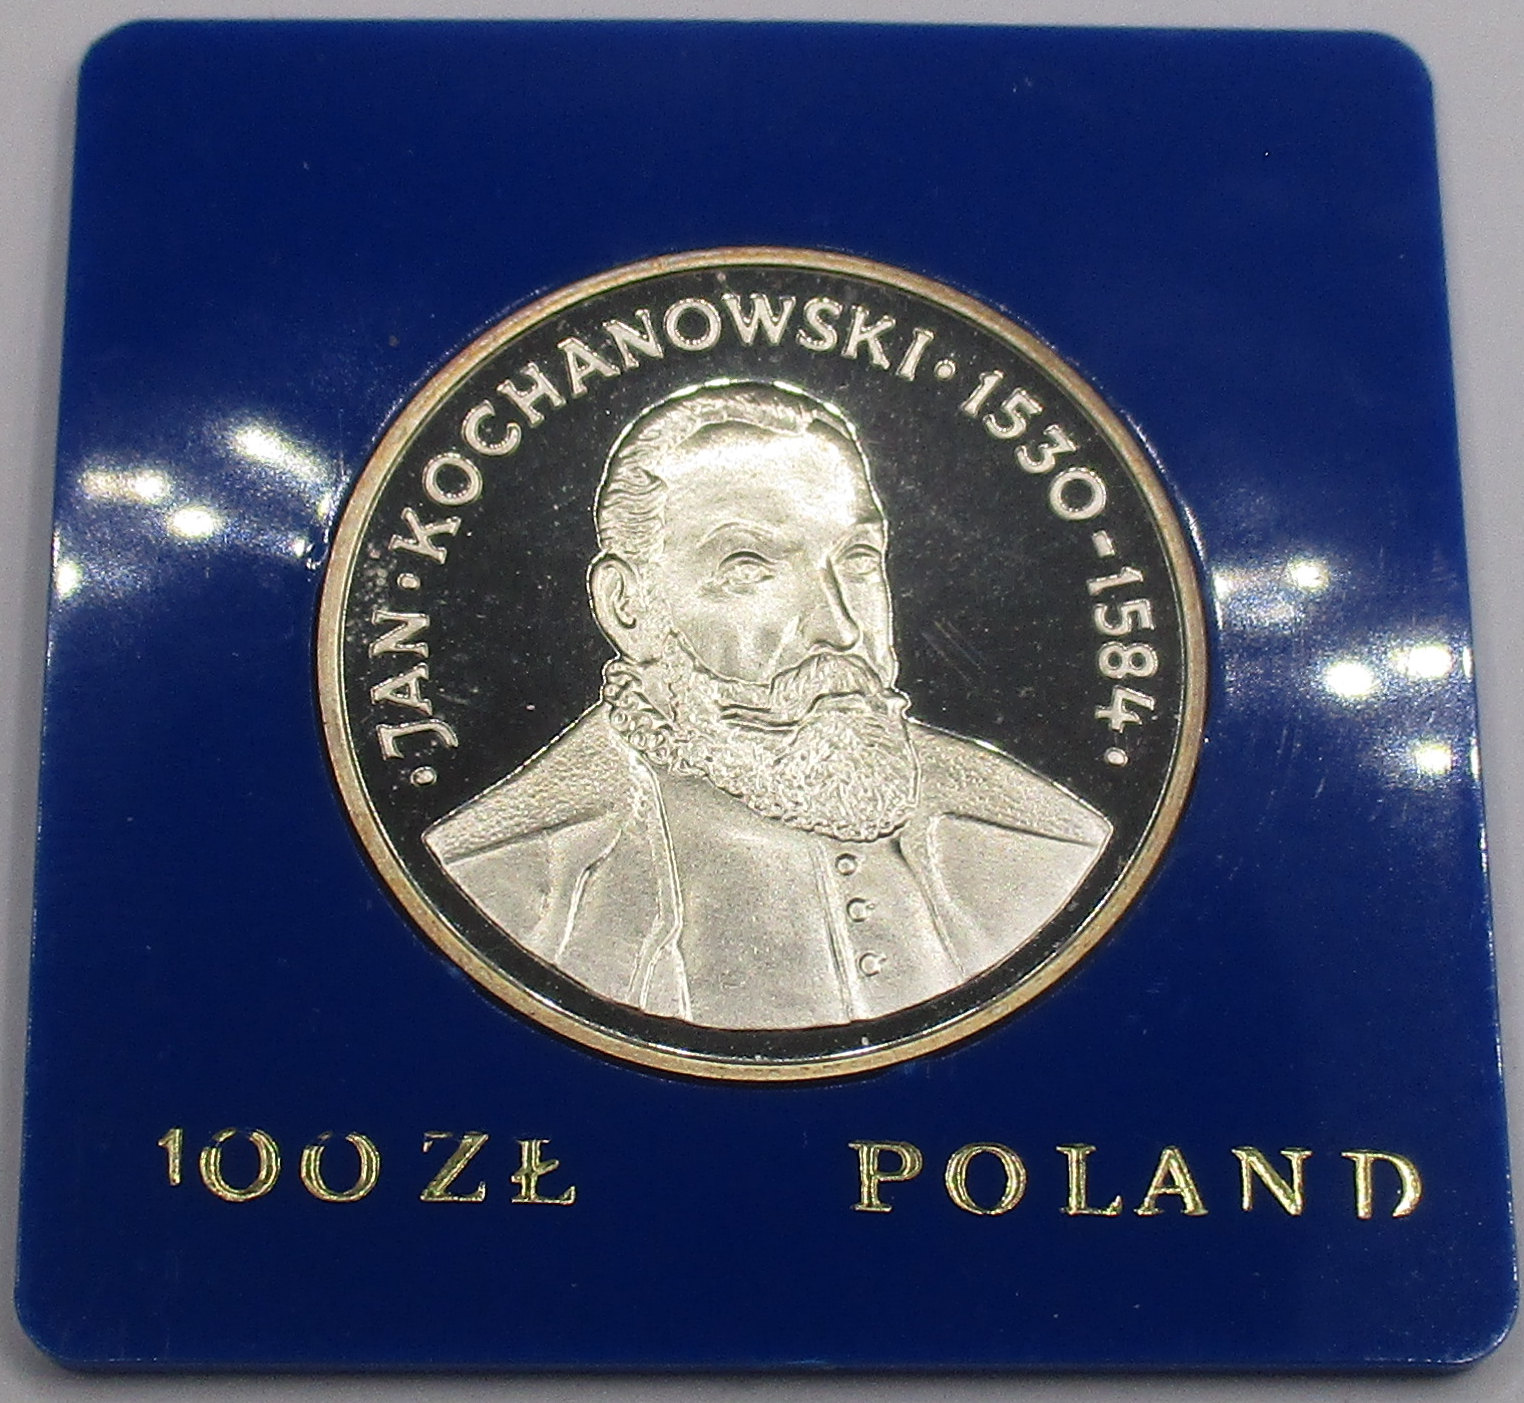 ·JAN·KOCHANOWSKI·1530-1584·
100 ZŁ POLAND